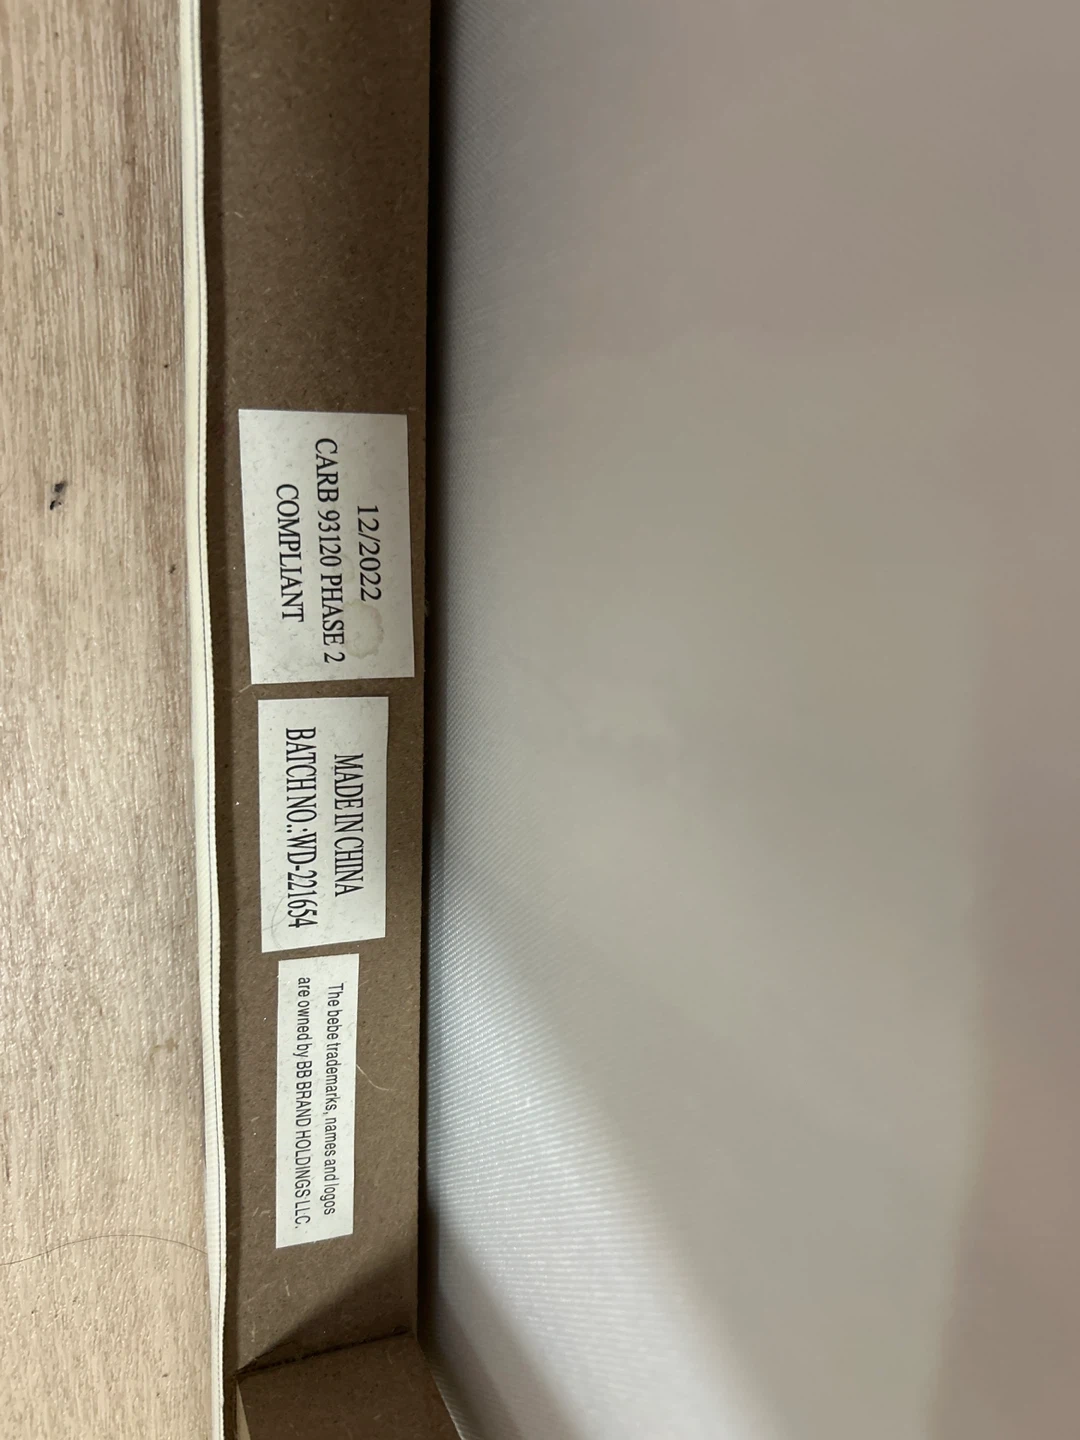 12/2022
CARB 93120 PHASE 2
COMPLIANT
MADE IN CHINA
BATCH NO.:WD-221654
The bebe trademarks, names and logos
are owned by BB BRAND HOLDINGS LLC.